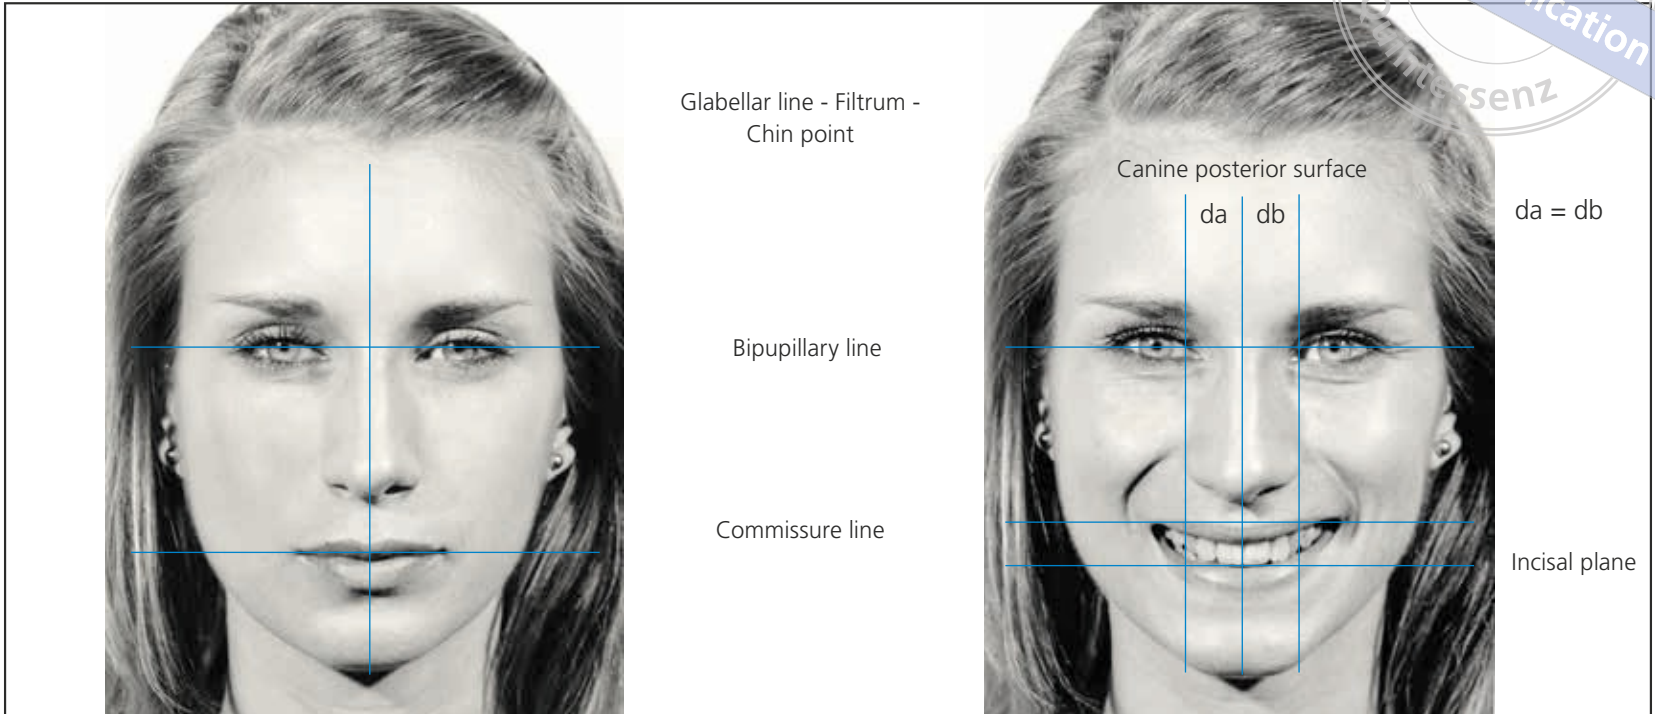 Glabellar line - Filtrum -
Chin point
Canine posterior surface
da
db
da = db
Bipupillary line
Commissure line
Incisal plane